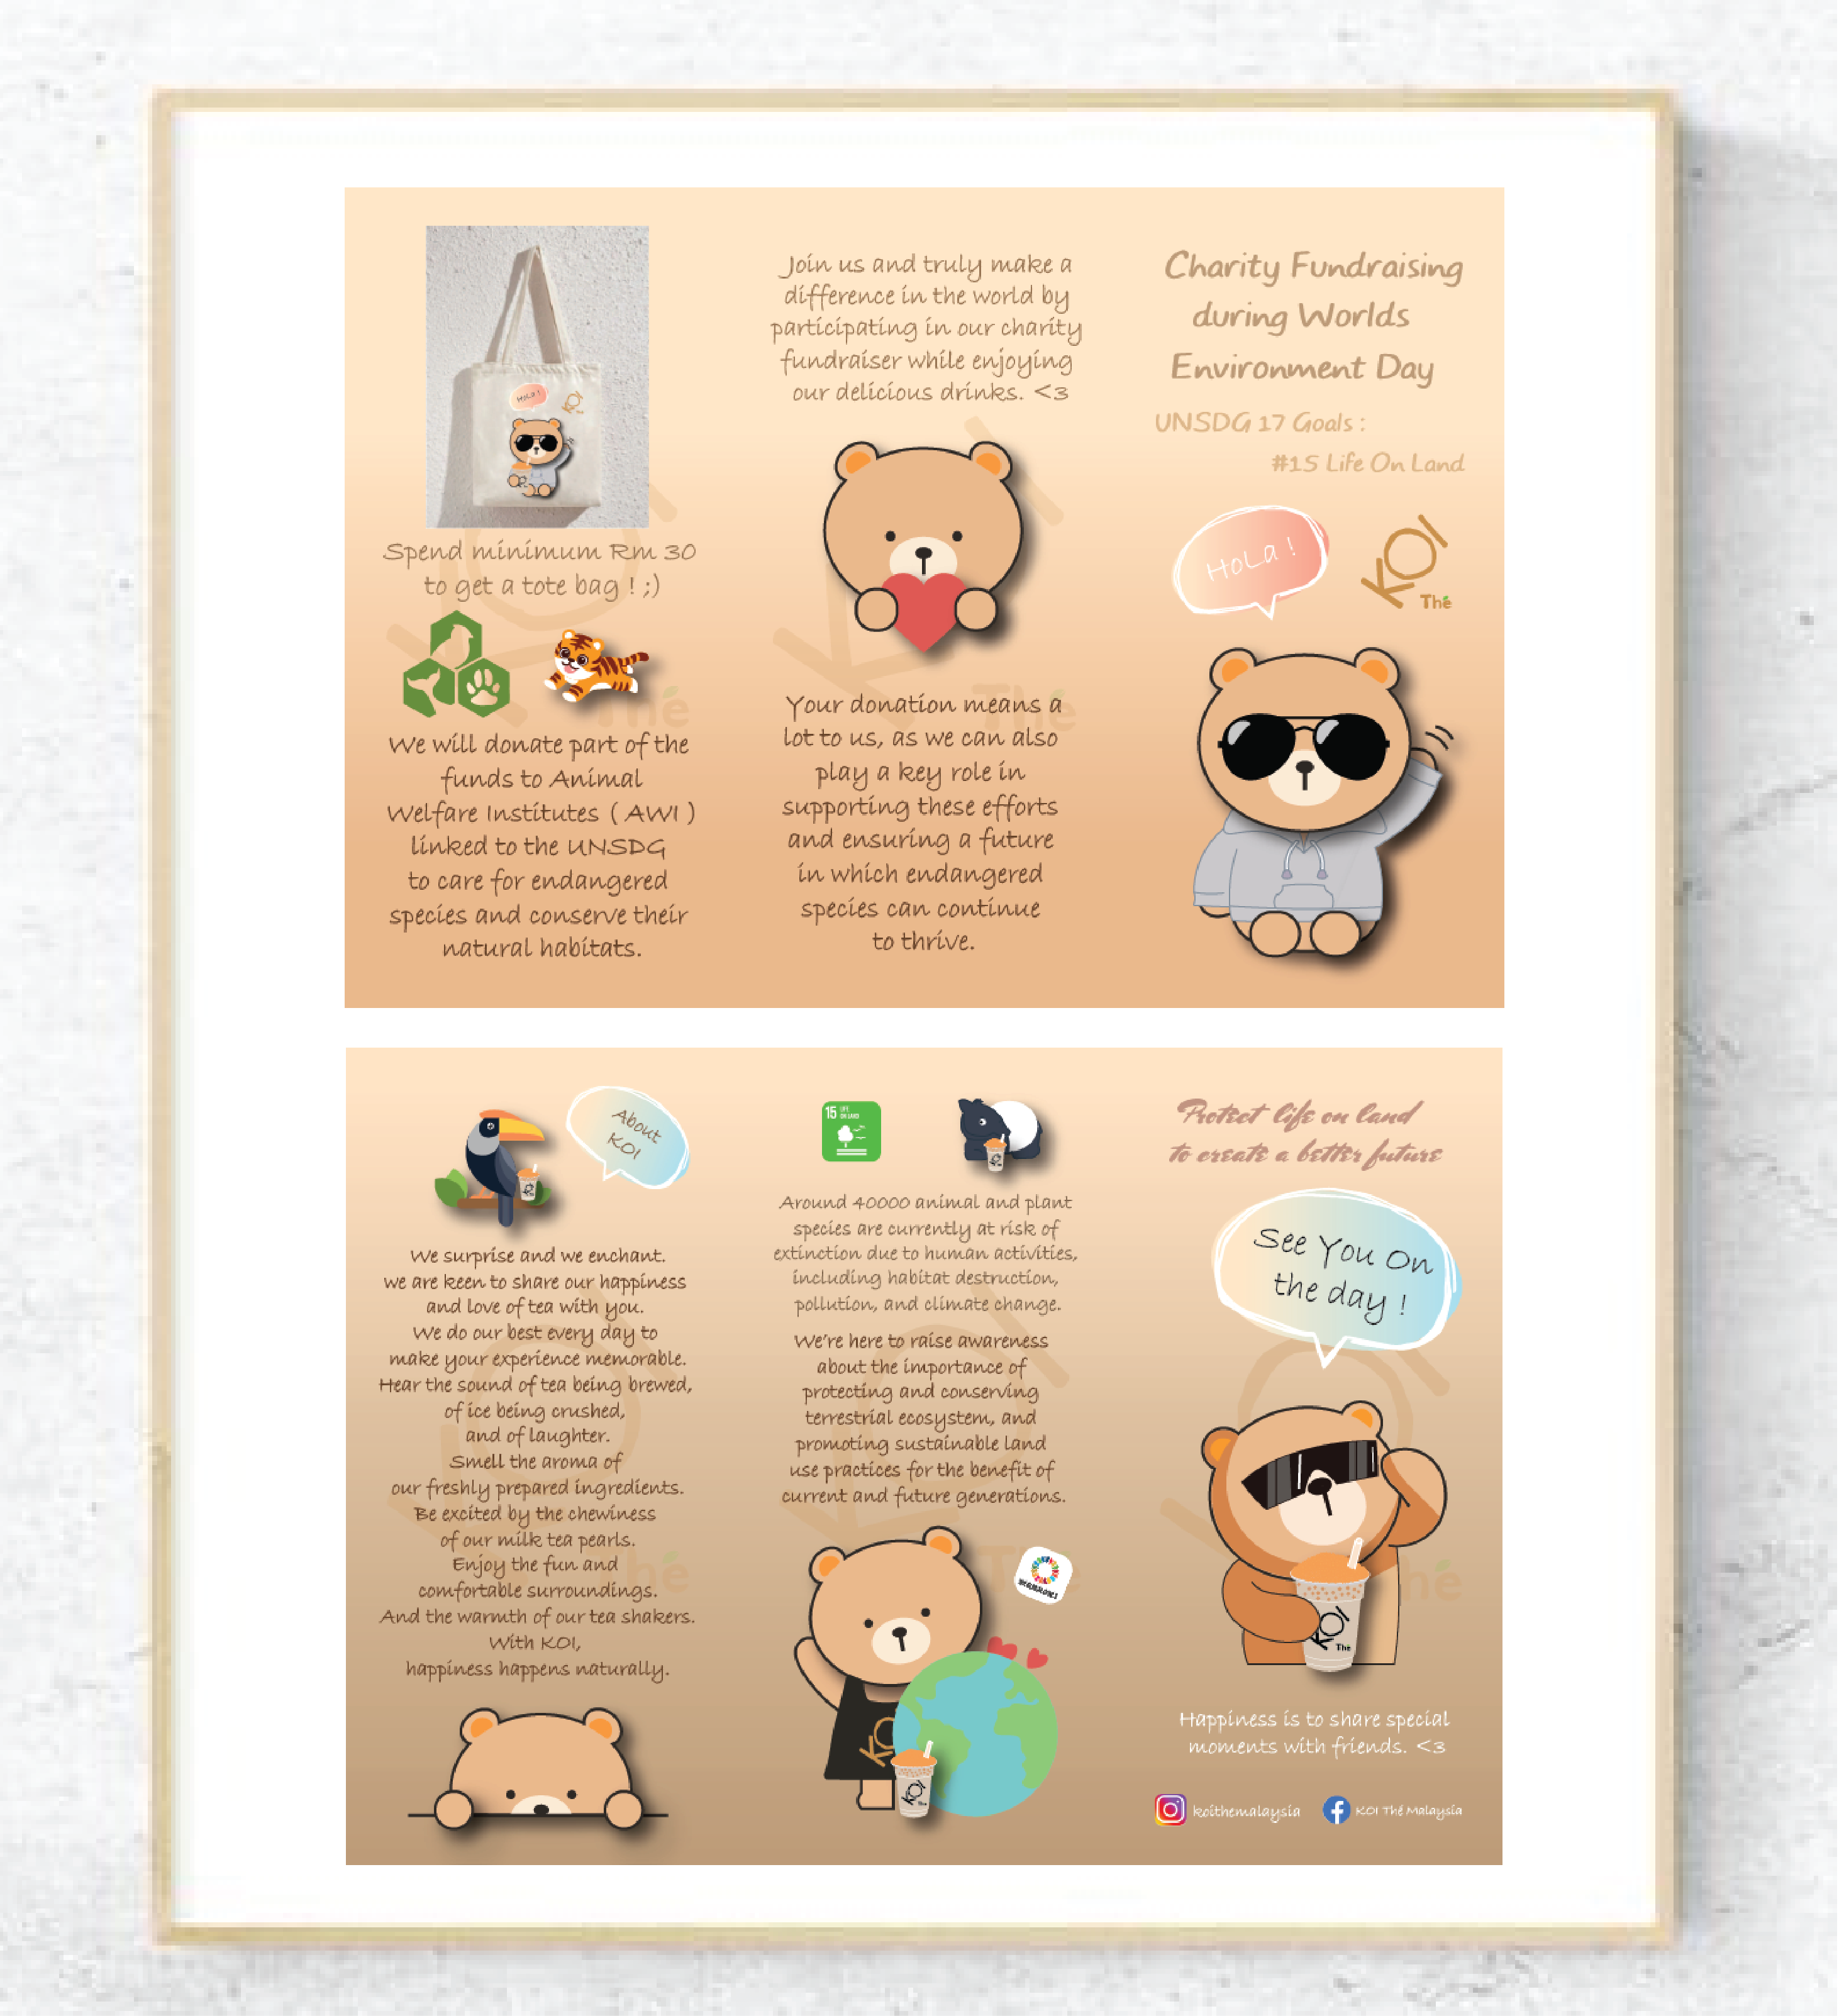 HoLa !
KOI
The
Spend minimum Rm 30
to get a tote bag ! ;)
We will donate part of the
funds to Animal
Welfare Institutes ( AWI )
linked to the UNSDG
to care for endangered
species and conserve their
natural habitats.
Join us and truly make a
difference in the world by
participating in our charity
fundraiser while enjoying
our delicious drinks. <3
Your donation means a
lot to us, as we can also
play a key role in
supporting these efforts
and ensuring a future
in which endangered
species can continue
to thrive.
KOI
Thé
KOI
Thé
Charity Fundraising
during Worlds
Environment Day
UNSDG 17 Goals :
#15 Life On Land
HoLa !
KOI
Thé
About
KOI
We surprise and we enchant.
we are keen to share our happiness
and love of tea with you.
We do our best every day to
make your experience memorable.
Hear the sound of tea being brewed,
of ice being crushed,
and of laughter.
Smell the aroma of
our freshly prepared ingredients.
Be excited by the chewiness
of our milk tea pearls.
Enjoy the fun and
comfortable surroundings.
And the warmth of our tea shakers.
With KOI,
happiness happens naturally.
15 LIFE
ON LAND
Around 40000 animal and plant
species are currently at risk of
extinction due to human activities,
including habitat destruction,
pollution, and climate change.
We're here to raise awareness
about the importance of
protecting and conserving
terrestrial ecosystem, and
promoting sustainable land
use practices for the benefit of
current and future generations.
KOI
KOI
The
Protect life on land
to create a better future
See You On
the day !
KOI
The
Happiness is to share special
moments with friends. <3
koithemalaysia
KOI Thé Malaysia